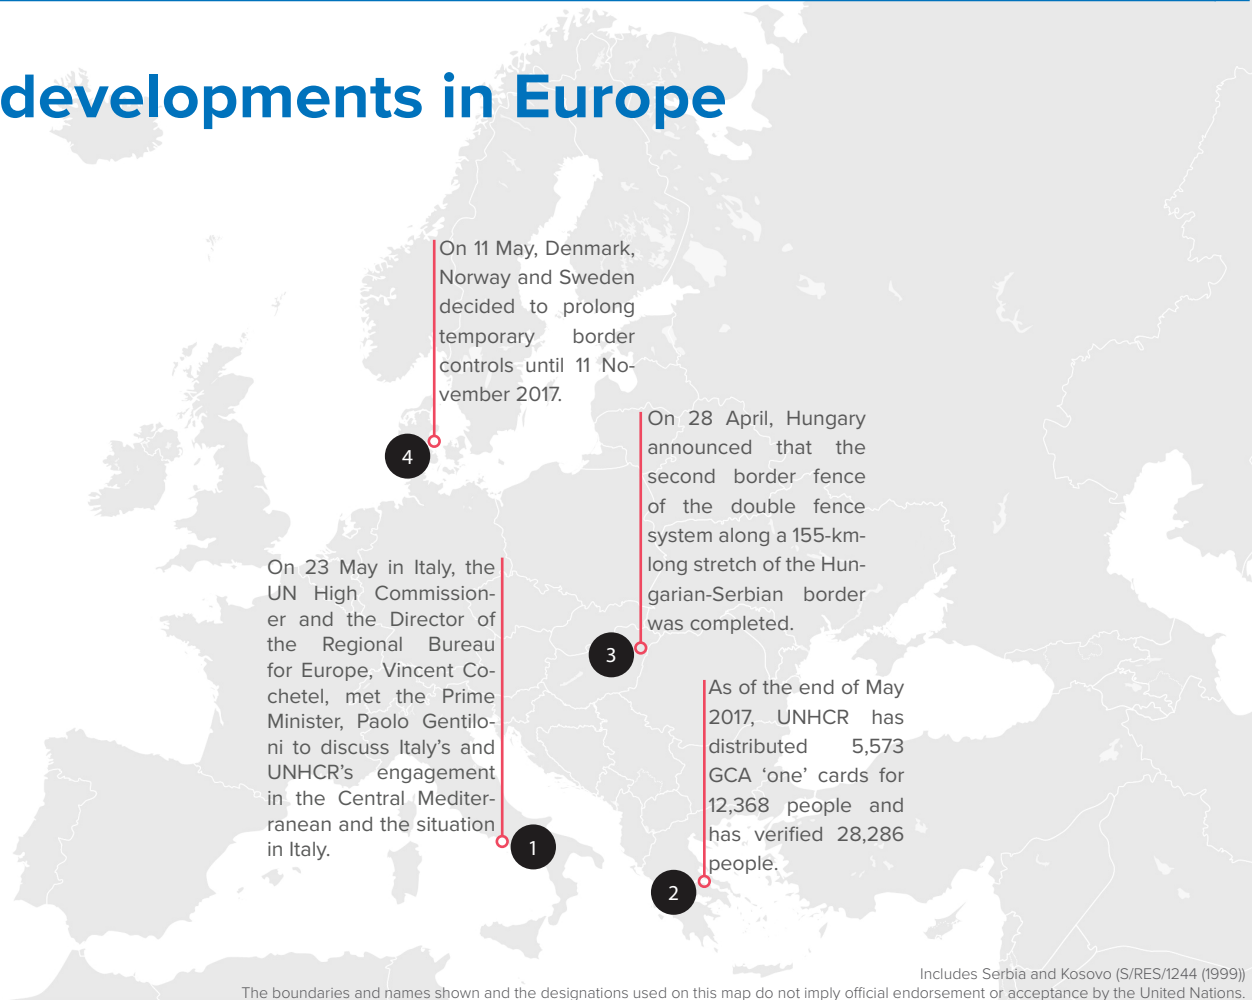 developments in Europe
On 11 May, Denmark,
Norway and Sweden
decided to prolong
temporary border
controls until 11 No-
vember 2017.
4
On 28 April, Hungary
announced that the
second border fence
of the double fence
system along a 155-km-
long stretch of the Hun-
garian-Serbian border
was completed.
3
On 23 May in Italy, the
UN High Commission-
er and the Director of
the Regional Bureau
for Europe, Vincent Co-
chetel, met the Prime
Minister, Paolo Gentilo-
ni to discuss Italy’s and
UNHCR’s engagement
in the Central Mediter-
ranean and the situation
in Italy.
1
As of the end of May
2017, UNHCR has
distributed 5,573
GCA ‘one’ cards for
12,368 people and
has verified 28,286
people.
2
Includes Serbia and Kosovo (S/RES/1244 (1999))
The boundaries and names shown and the designations used on this map do not imply official endorsement or acceptance by the United Nations.